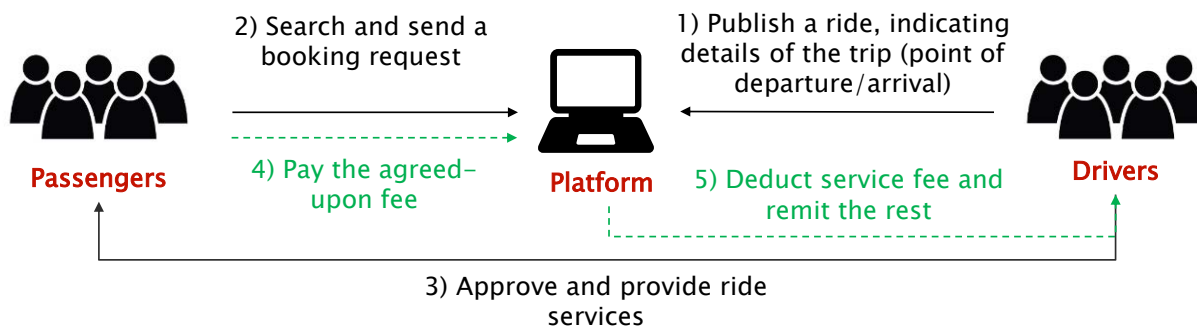 2) Search and send a
booking request
1) Publish a ride, indicating
details of the trip (point of
departure/arrival)
Passengers
4) Pay the agreed-
upon fee
Platform
5) Deduct service fee and
remit the rest
Drivers
3) Approve and provide ride
services